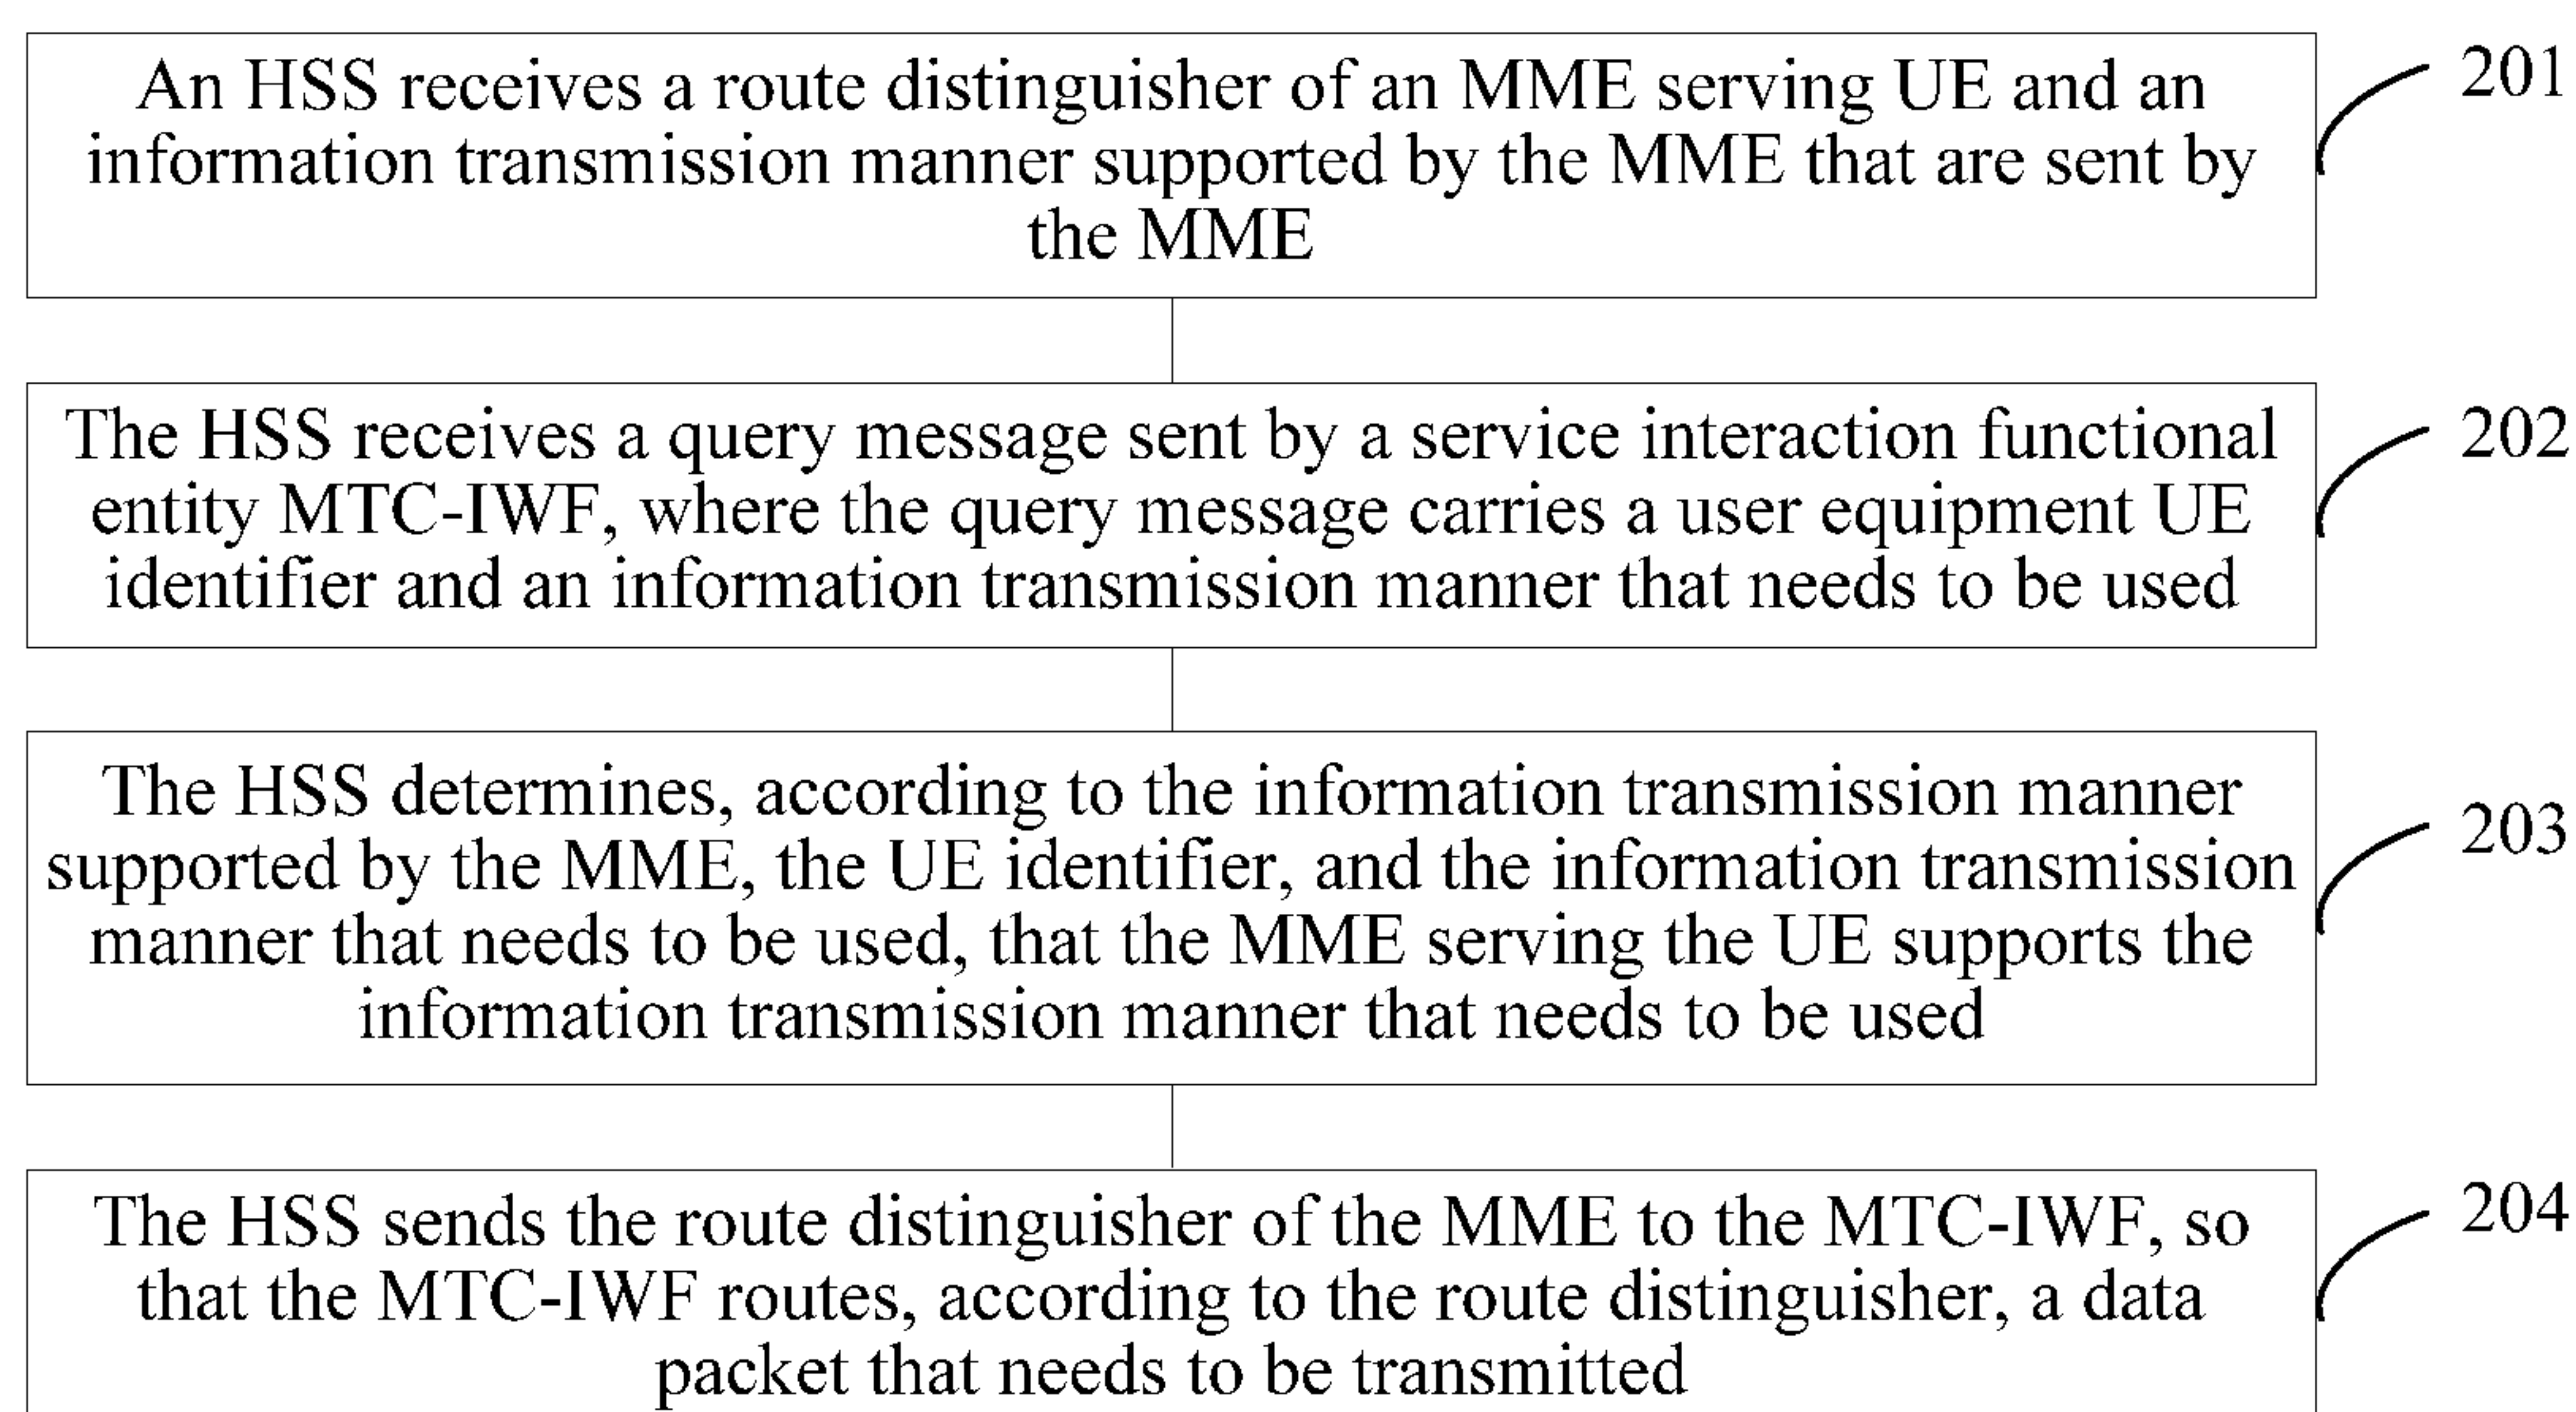 An HSS receives a route distinguisher of an MME serving UE and an
information transmission manner supported by the MME that are sent by
the MME
201
The HSS receives a query message sent by a service interaction functional
entity MTC-IWF, where the query message carries a user equipment UE
identifier and an information transmission manner that needs to be used
202
The HSS determines, according to the information transmission manner
supported by the MME, the UE identifier, and the information transmission
manner that needs to be used, that the MME serving the UE supports the
information transmission manner that needs to be used
203
The HSS sends the route distinguisher of the MME to the MTC-IWF, so
that the MTC-IWF routes, according to the route distinguisher, a data
packet that needs to be transmitted
204